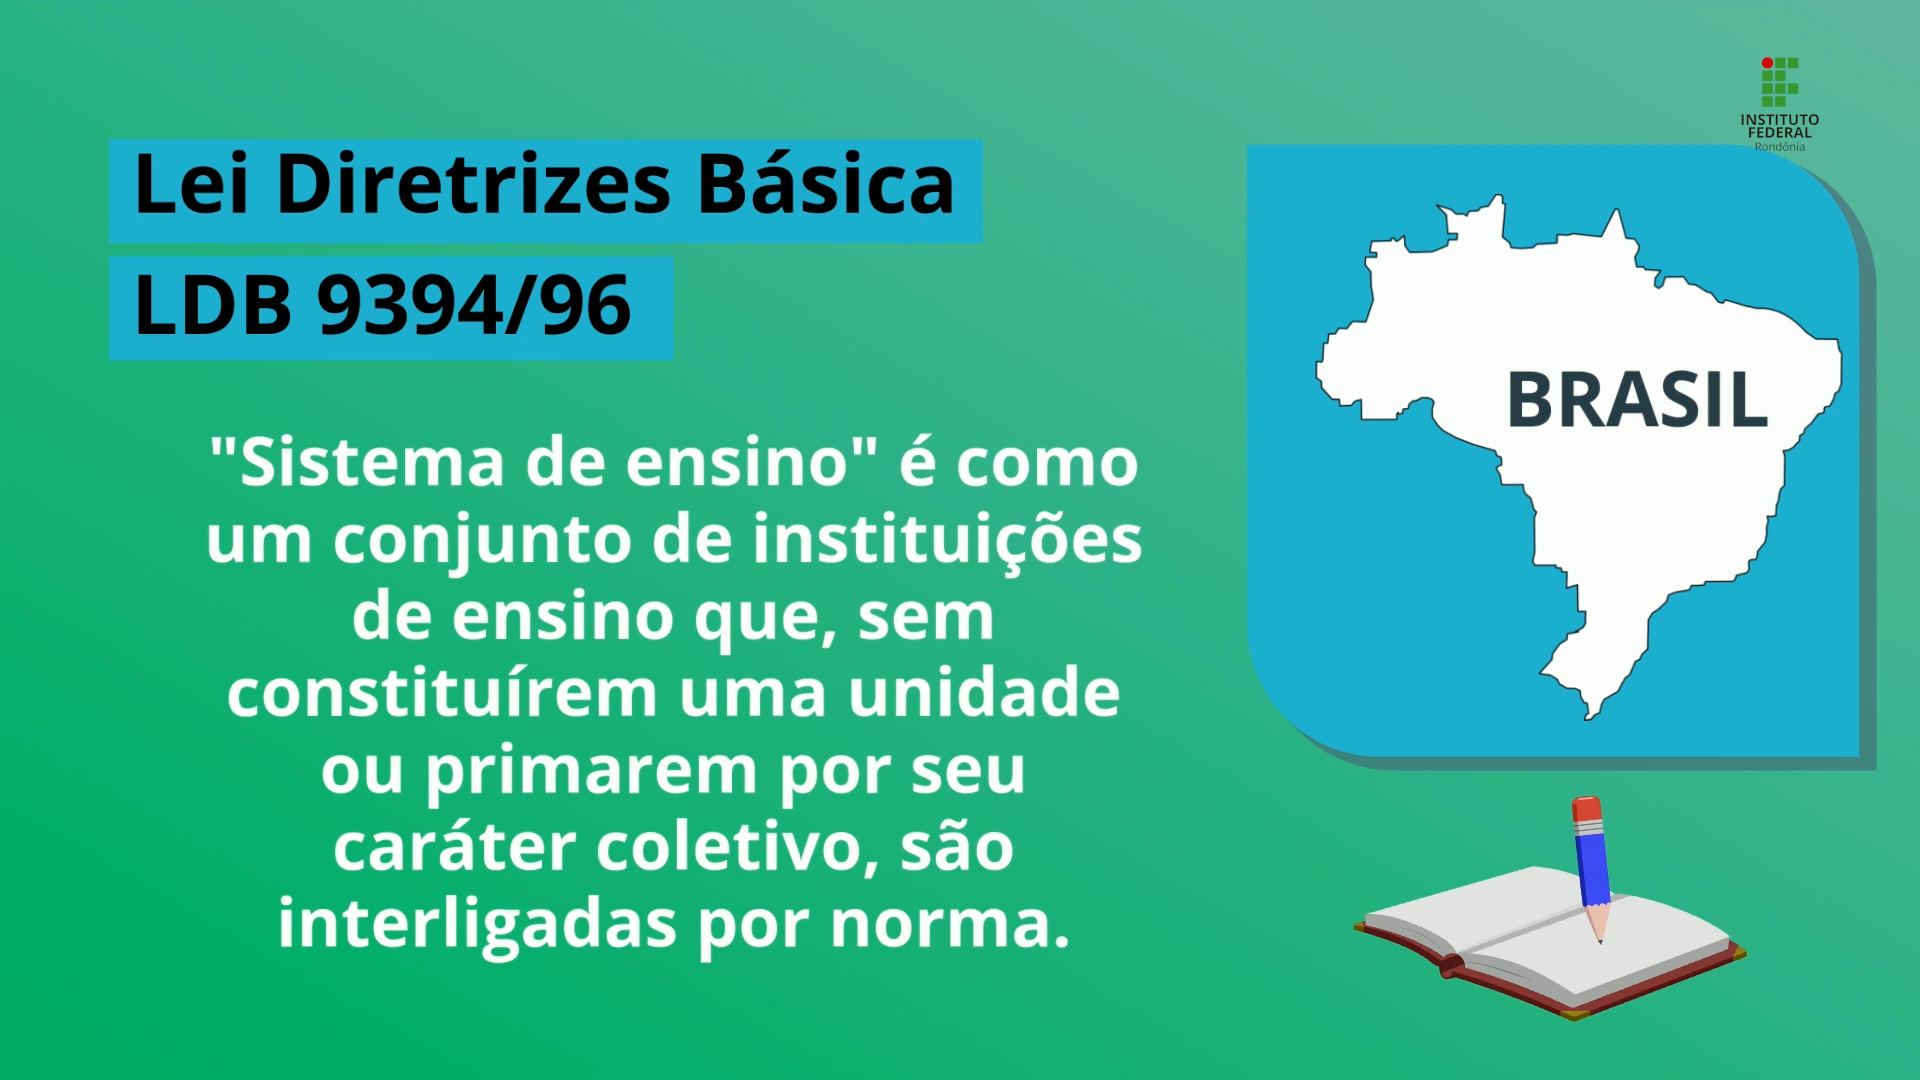 INSTITUTO
FEDERAL
Rondônia
Lei Diretrizes Básica
LDB 9394/96
"Sistema de ensino" é como
um conjunto de instituições
de ensino que, sem
constituírem uma unidade
ou primarem por seu
caráter coletivo, são
interligadas por norma.
BRASIL